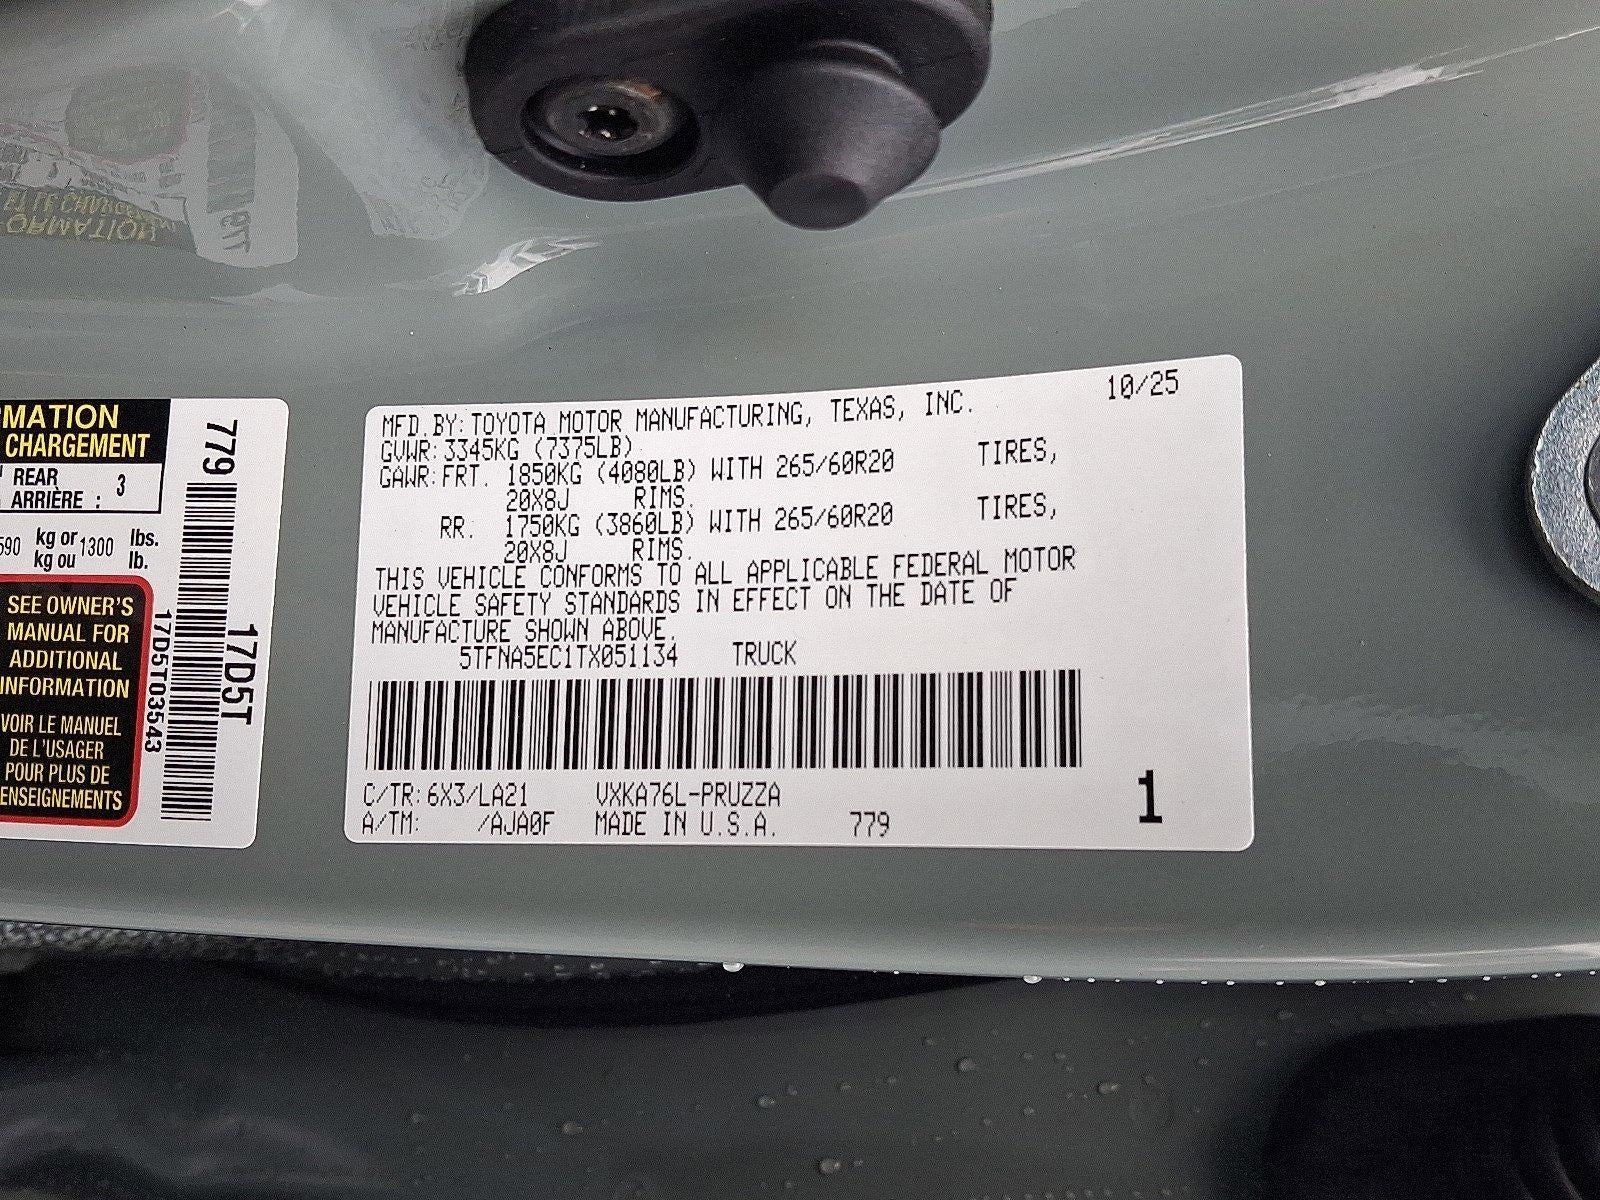 RMATION
CHARGEMENT
REAR
ARRIÈRE : 3
590 kg or 1300 lbs.
kg ou lb.
SEE OWNER'S
MANUAL FOR
ADDITIONAL
INFORMATION
VOIR LE MANUEL
DE L'USAGER
POUR PLUS DE
RENSEIGNEMENTS
17D5T03543
779
17D5T
10/25
MFD. BY: TOYOTA MOTOR MANUFACTURING, TEXAS, INC.
GVWR: 3345KG (7375LB)
GAWR: FRT. 1850KG (4080LB) WITH 265/60R20 TIRES,
20X8J RIMS.
RR. 1750KG (3860LB) WITH 265/60R20 TIRES,
20X8J RIMS.
THIS VEHICLE CONFORMS TO ALL APPLICABLE FEDERAL MOTOR
VEHICLE SAFETY STANDARDS IN EFFECT ON THE DATE OF
MANUFACTURE SHOWN ABOVE.
5TFNA5EC1TX051134 TRUCK
C/TR: 6X3/LA21 VXKA76L-PRUZZA
A/TM: /AJA0F MADE IN U.S.A. 779
1